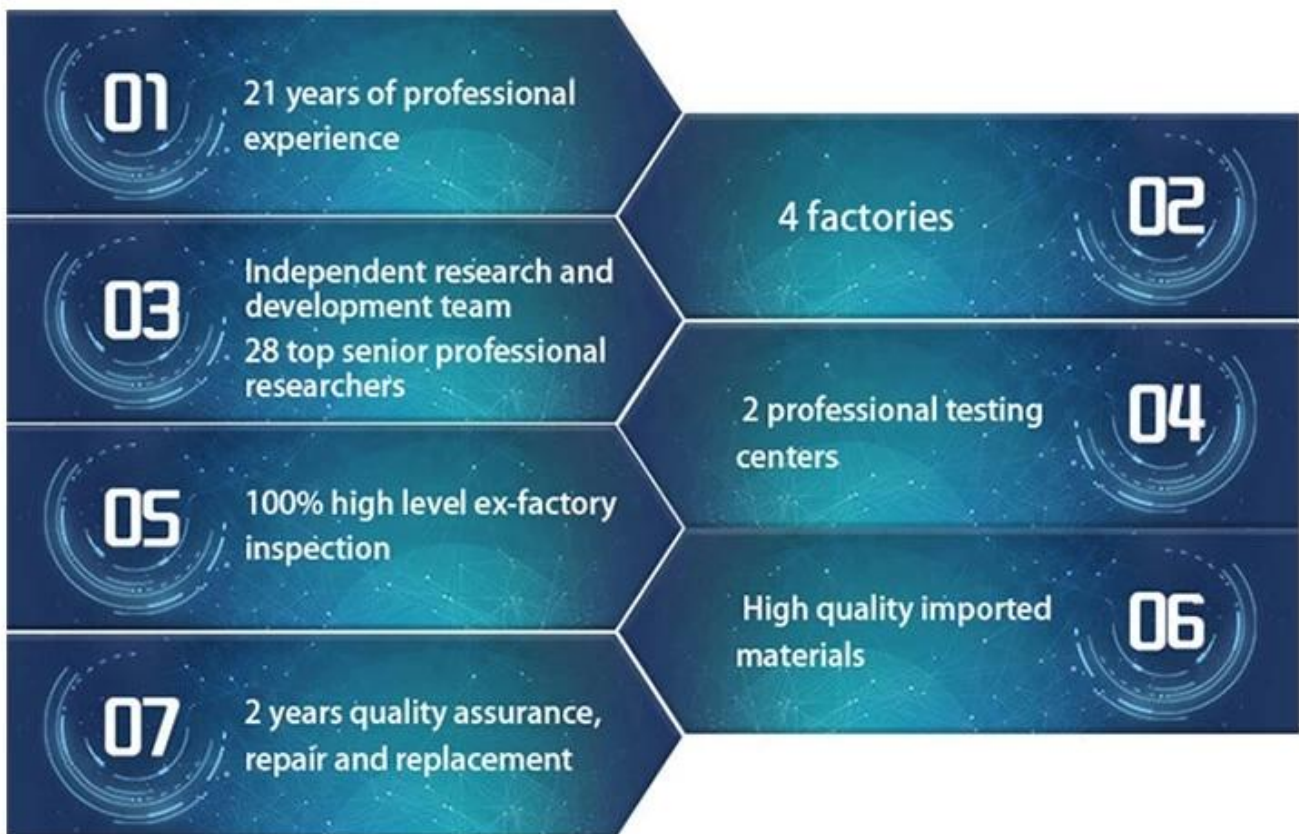 01
21 years of professional
experience
02
4 factories
03
Independent research and
development team
28 top senior professional
researchers
04
2 professional testing
centers
05
100% high level ex-factory
inspection
06
High quality imported
materials
07
2 years quality assurance,
repair and replacement